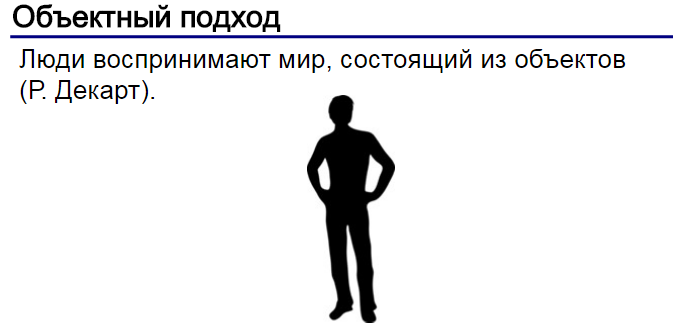 Объектный подход
Люди воспринимают мир, состоящий из объектов
(Р. Декарт).